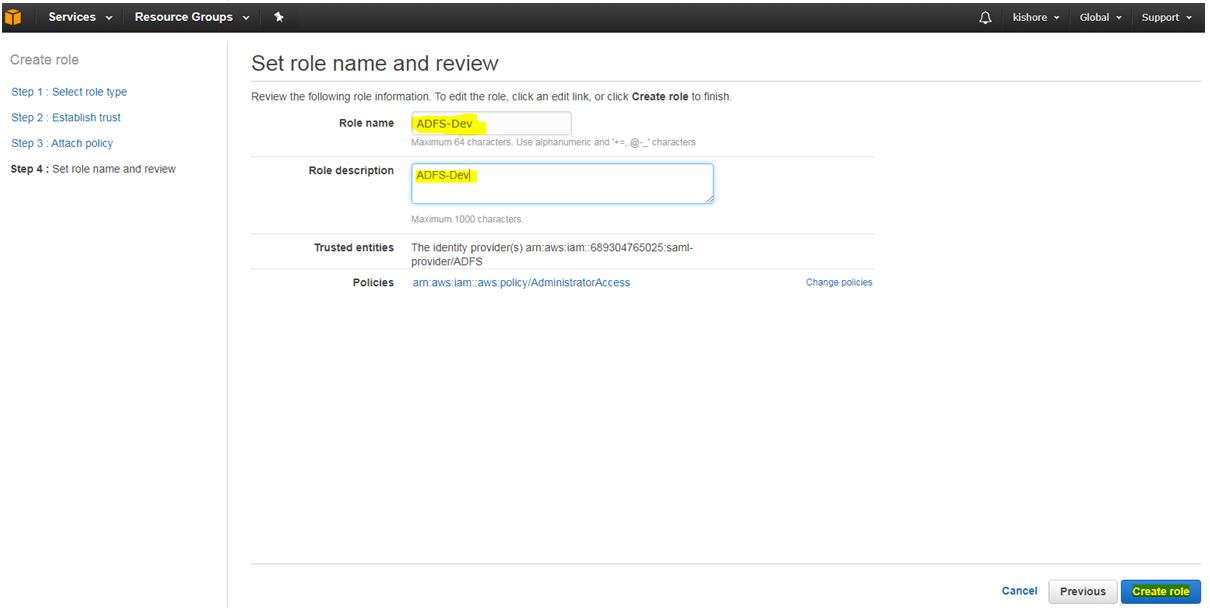 Services Resource Groups kishore Global Support
Create role
Step 1 : Select role type
Step 2 : Establish trust
Step 3 : Attach policy
Step 4 : Set role name and review
Set role name and review
Review the following role information. To edit the role, click an edit link, or click Create role to finish.
Role name ADFS-Dev
Maximum 64 characters. Use alphanumeric and '+=,.@-_' characters
Role description ADFS-Dev
Maximum 1000 characters.
Trusted entities The identity provider(s) arn:aws:iam::689304765025:saml-
provider/ADFS
Policies arn:aws:iam::aws:policy/AdministratorAccess Change policies
Cancel Previous Create role